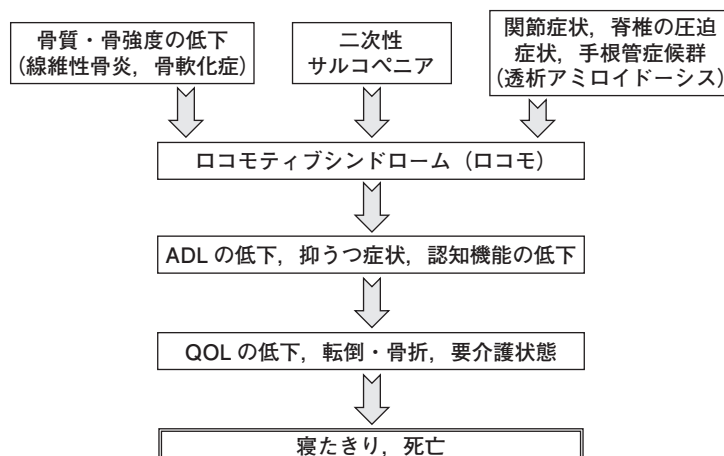 骨質・骨強度の低下
(線維性骨炎,骨軟化症)
二次性
サルコペニア
関節症状,脊椎の圧迫
症状,手根管症候群
(透析アミロイドーシス)
ロコモティブシンドローム(ロコモ)
ADL の低下,抑うつ症状,認知機能の低下
QOL の低下,転倒・骨折,要介護状態
寝たきり,死亡